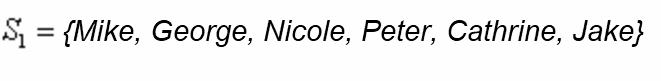 S₁ = {Mike, George, Nicole, Peter, Cathrine, Jake}